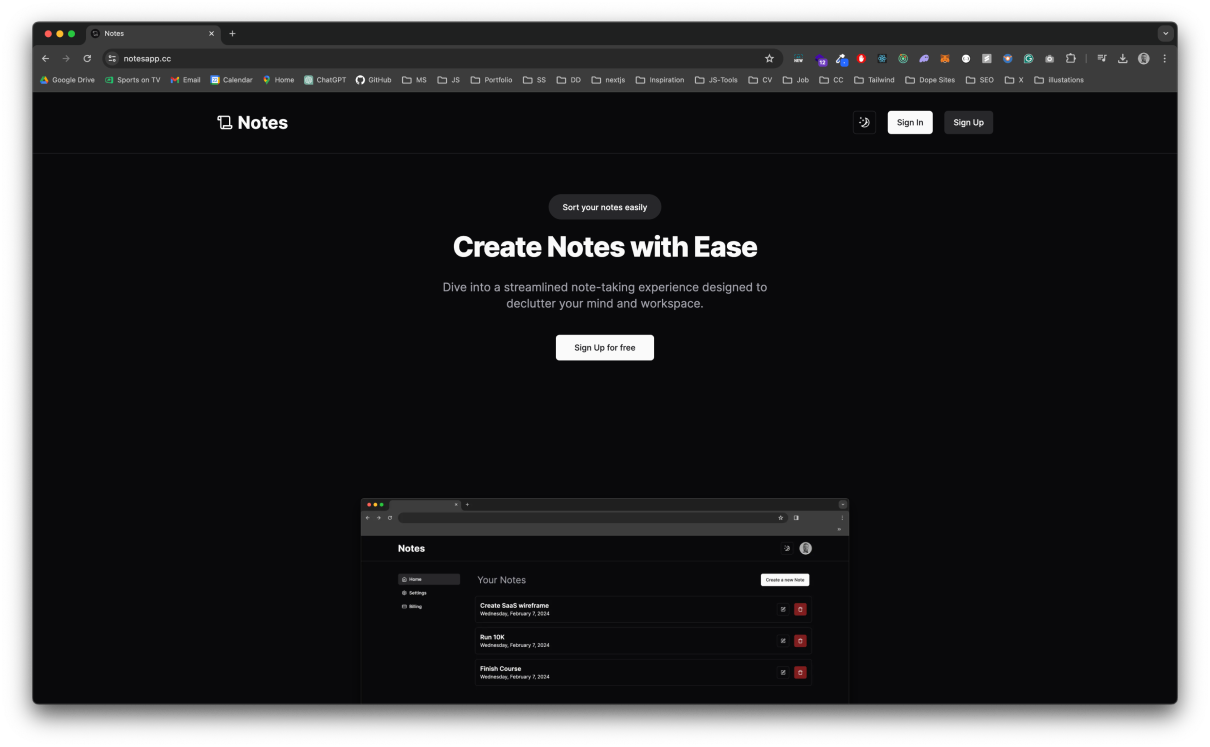 Notes
notesapp.cc
NEW
12
Google Drive Sports on TV Email Calendar Home ChatGPT GitHub MS JS Portfolio SS DD nextjs Inspiration JS-Tools CV Job CC Tailwind Dope Sites SEO X Illustations
Notes
Sign In
Sign Up
Sort your notes easily
Create Notes with Ease
Dive into a streamlined note-taking experience designed to
declutter your mind and workspace.
Sign Up for free
Notes
Home
Settings
Billing
Your Notes
Create a new Note
Create SaaS wireframe
Wednesday, February 7, 2024
Run 10K
Wednesday, February 7, 2024
Finish Course
Wednesday, February 7, 2024